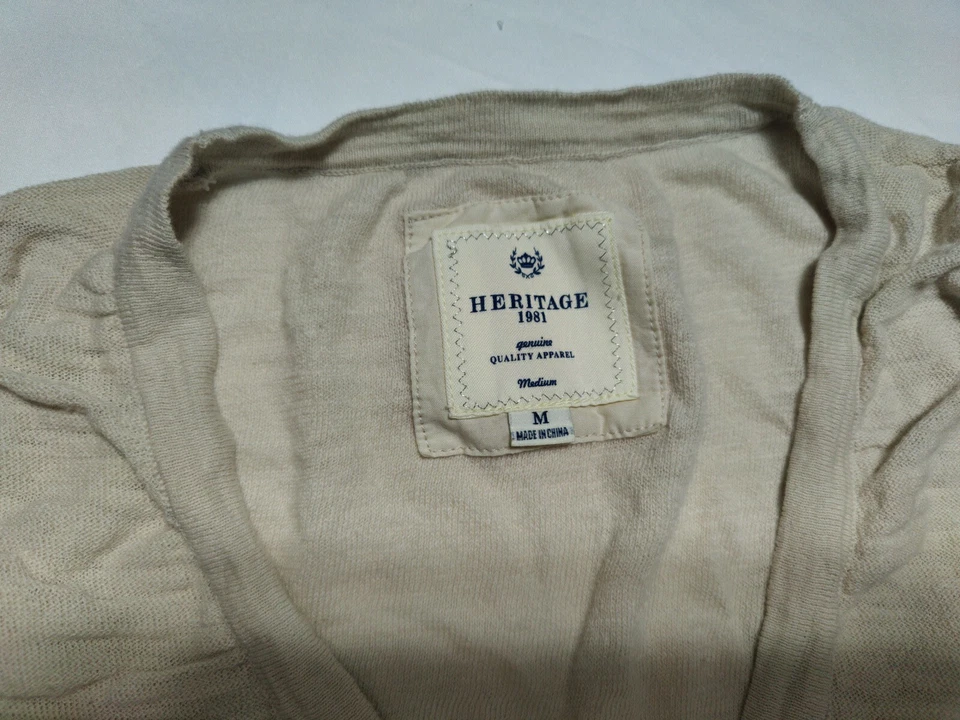 HERITAGE
1981
genuine
QUALITY APPAREL
Medium
M
MADE IN CHINA